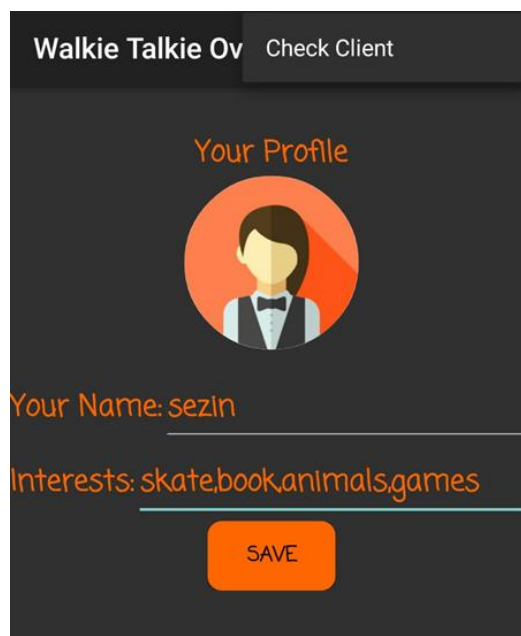 Walkie Talkie Ov
Check Client
Your Profile
Your Name: sezin
Interests: skate,book,animals,games
SAVE